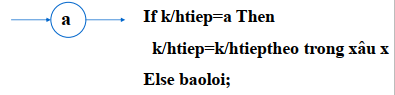 a
If k/htiep=a Then
k/htiep=k/htieptheo trong xâu x
Else baoloi;